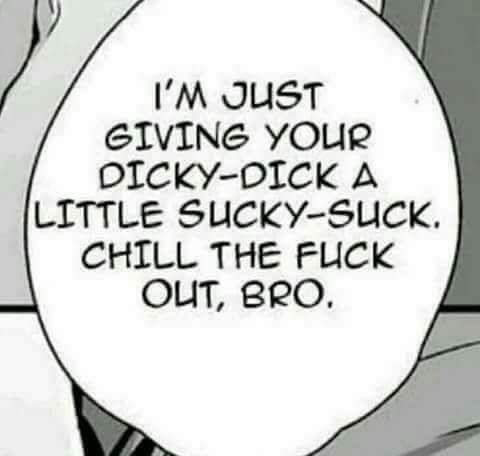 I'M JUST
GIVING YOUR
DICKY-DICK A
LITTLE SUCKY-SUCK.
CHILL THE FUCK
OUT, BRO.